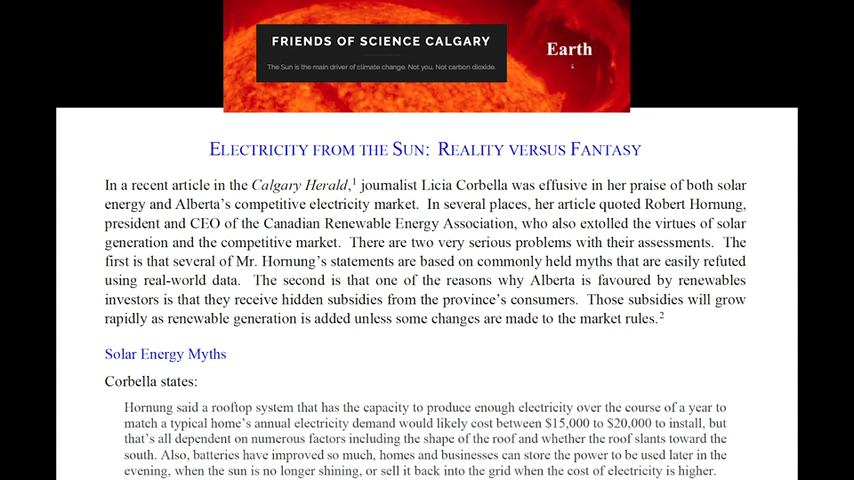 FRIENDS OF SCIENCE CALGARY
The Sun is the main driver of climate change. Not you. Not carbon dioxide.
Earth
ELECTRICITY FROM THE SUN: REALITY VERSUS FANTASY
In a recent article in the Calgary Herald,¹ journalist Licia Corbella was effusive in her praise of both solar
energy and Alberta's competitive electricity market. In several places, her article quoted Robert Hornung,
president and CEO of the Canadian Renewable Energy Association, who also extolled the virtues of solar
generation and the competitive market. There are two very serious problems with their assessments. The
first is that several of Mr. Hornung's statements are based on commonly held myths that are easily refuted
using real-world data. The second is that one of the reasons why Alberta is favoured by renewables
investors is that they receive hidden subsidies from the province's consumers. Those subsidies will grow
rapidly as renewable generation is added unless some changes are made to the market rules.²
Solar Energy Myths
Corbella states:
Hornung said a rooftop system that has the capacity to produce enough electricity over the course of a year to
match a typical home's annual electricity demand would likely cost between $15,000 to $20,000 to install, but
that's all dependent on numerous factors including the shape of the roof and whether the roof slants toward the
south. Also, batteries have improved so much, homes and businesses can store the power to be used later in the
evening, when the sun is no longer shining, or sell it back into the grid when the cost of electricity is higher.